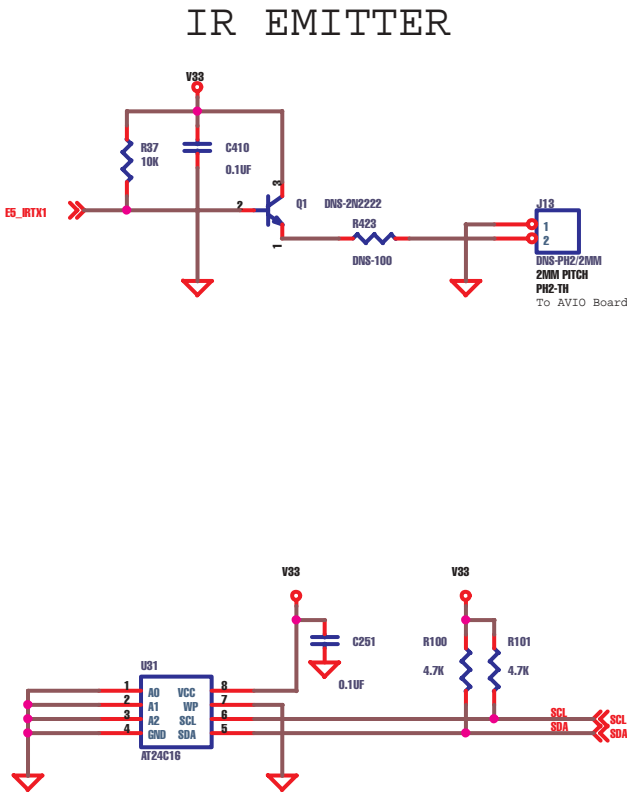 IR EMITTER
V33
R37
10K
C410
0.1UF
E5_IRTX1
2
3
1
Q1
DNS-2N2222
R423
DNS-100
J13
1
2
DNS-PH2/2MM
2MM PITCH
PH2-TH
To AVIO Board
V33
V33
C251
0.1UF
R100
4.7K
R101
4.7K
U31
1 A0 VCC 8
2 A1 WP 7
3 A2 SCL 6
4 GND SDA 5
AT24C16
SCL SCL
SDA SDA